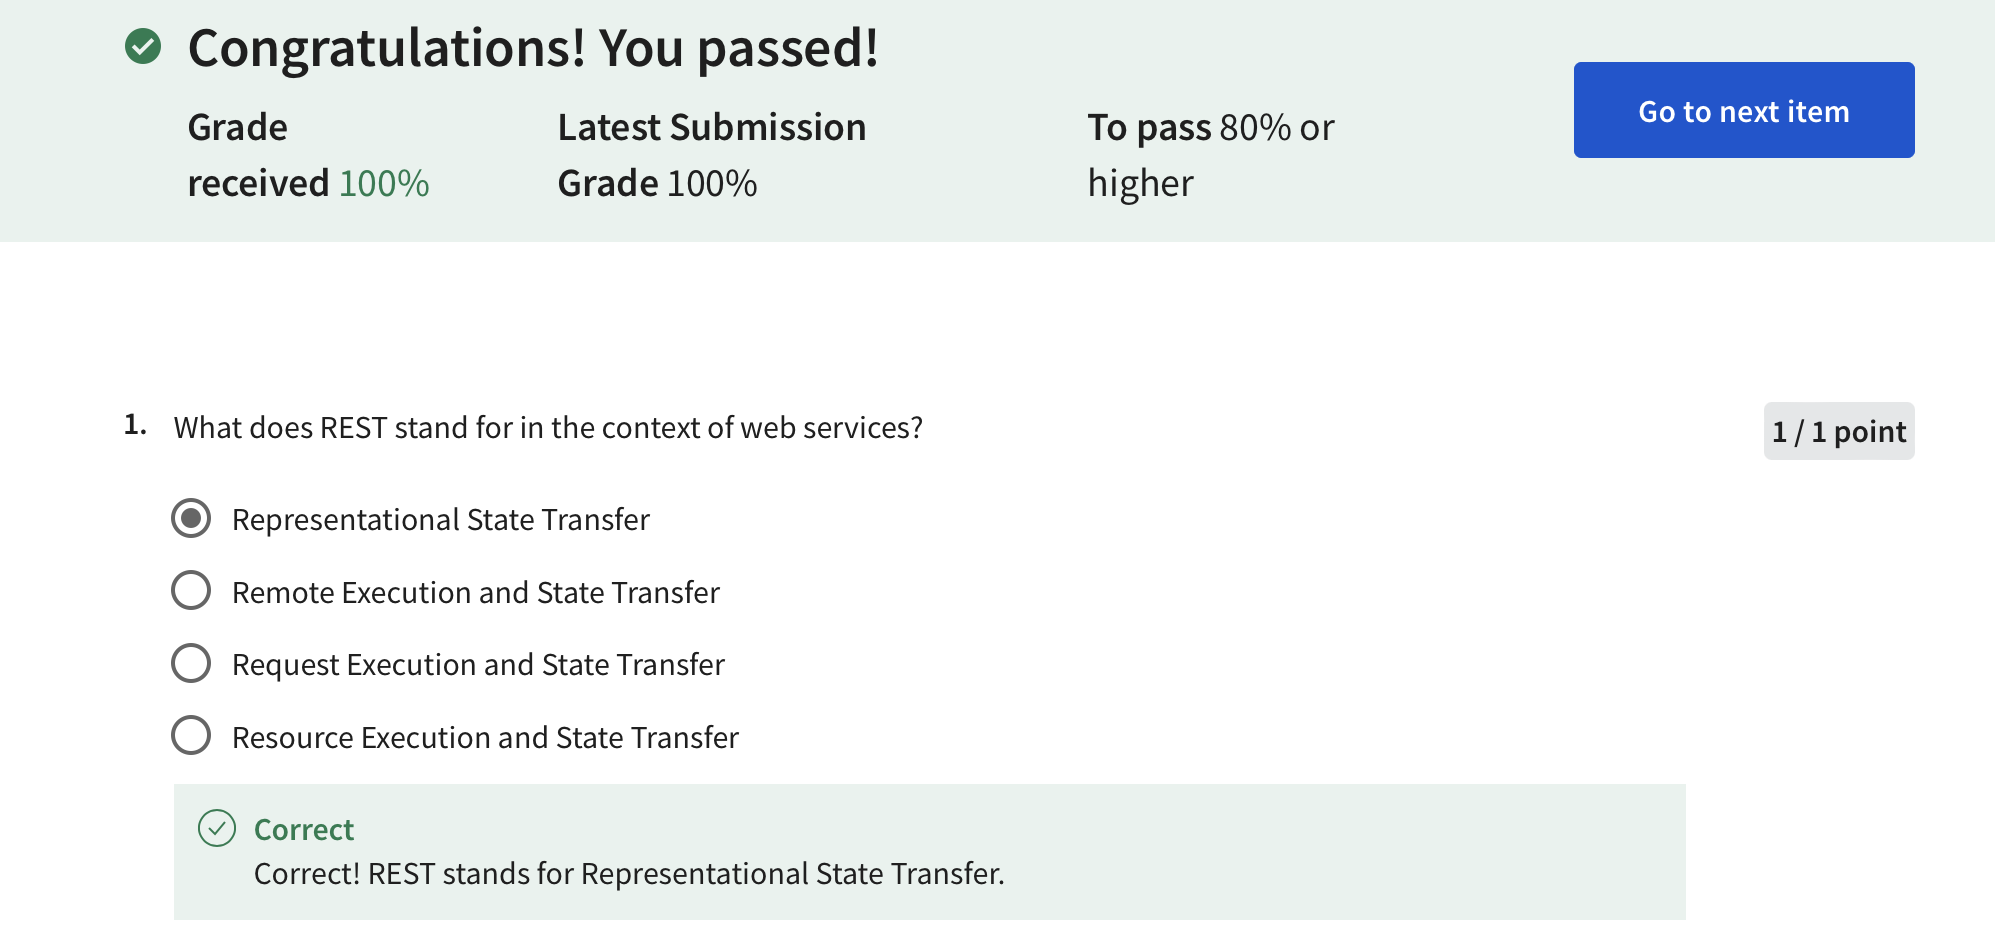 Congratulations! You passed!
Grade
received 100%
Latest Submission
Grade 100%
To pass 80% or
higher
Go to next item
1. What does REST stand for in the context of web services?
1 / 1 point
Representational State Transfer
Remote Execution and State Transfer
Request Execution and State Transfer
Resource Execution and State Transfer
Correct
Correct! REST stands for Representational State Transfer.